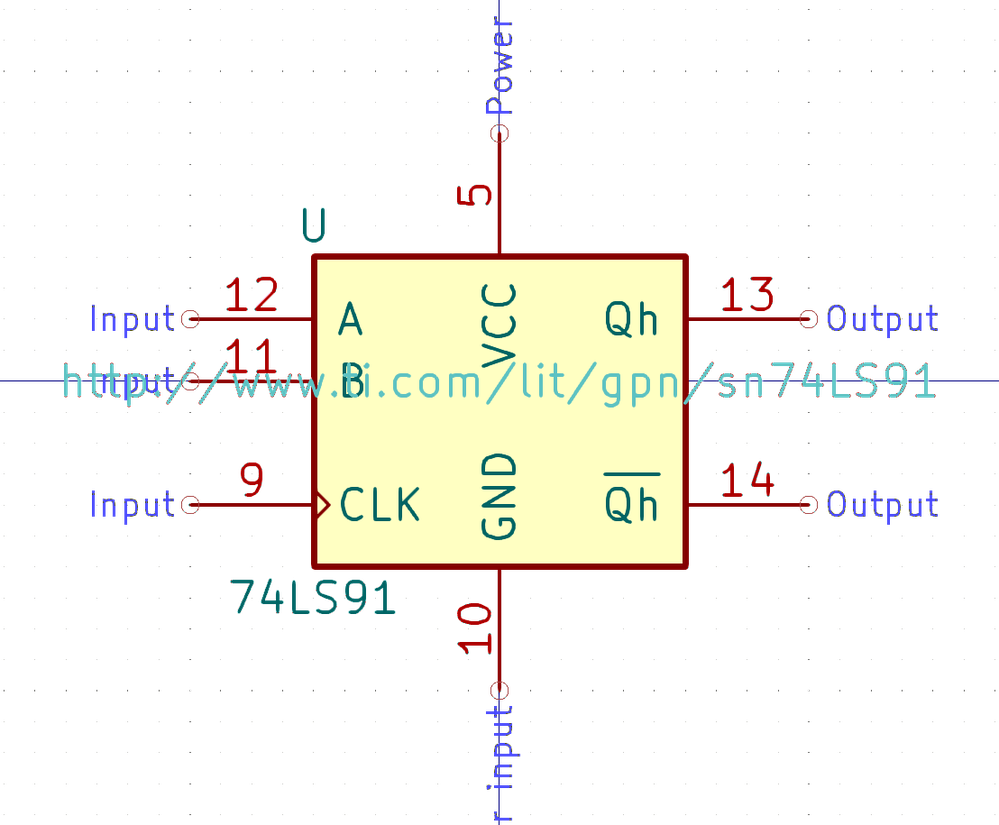 Power
5
U
12
13
Input
A
VCC
Qh
Output
11
Input
B
http://www.ti.com/lit/gpn/sn74LS91
9
14
Input
CLK
GND
Qh
Output
74LS91
10
r input